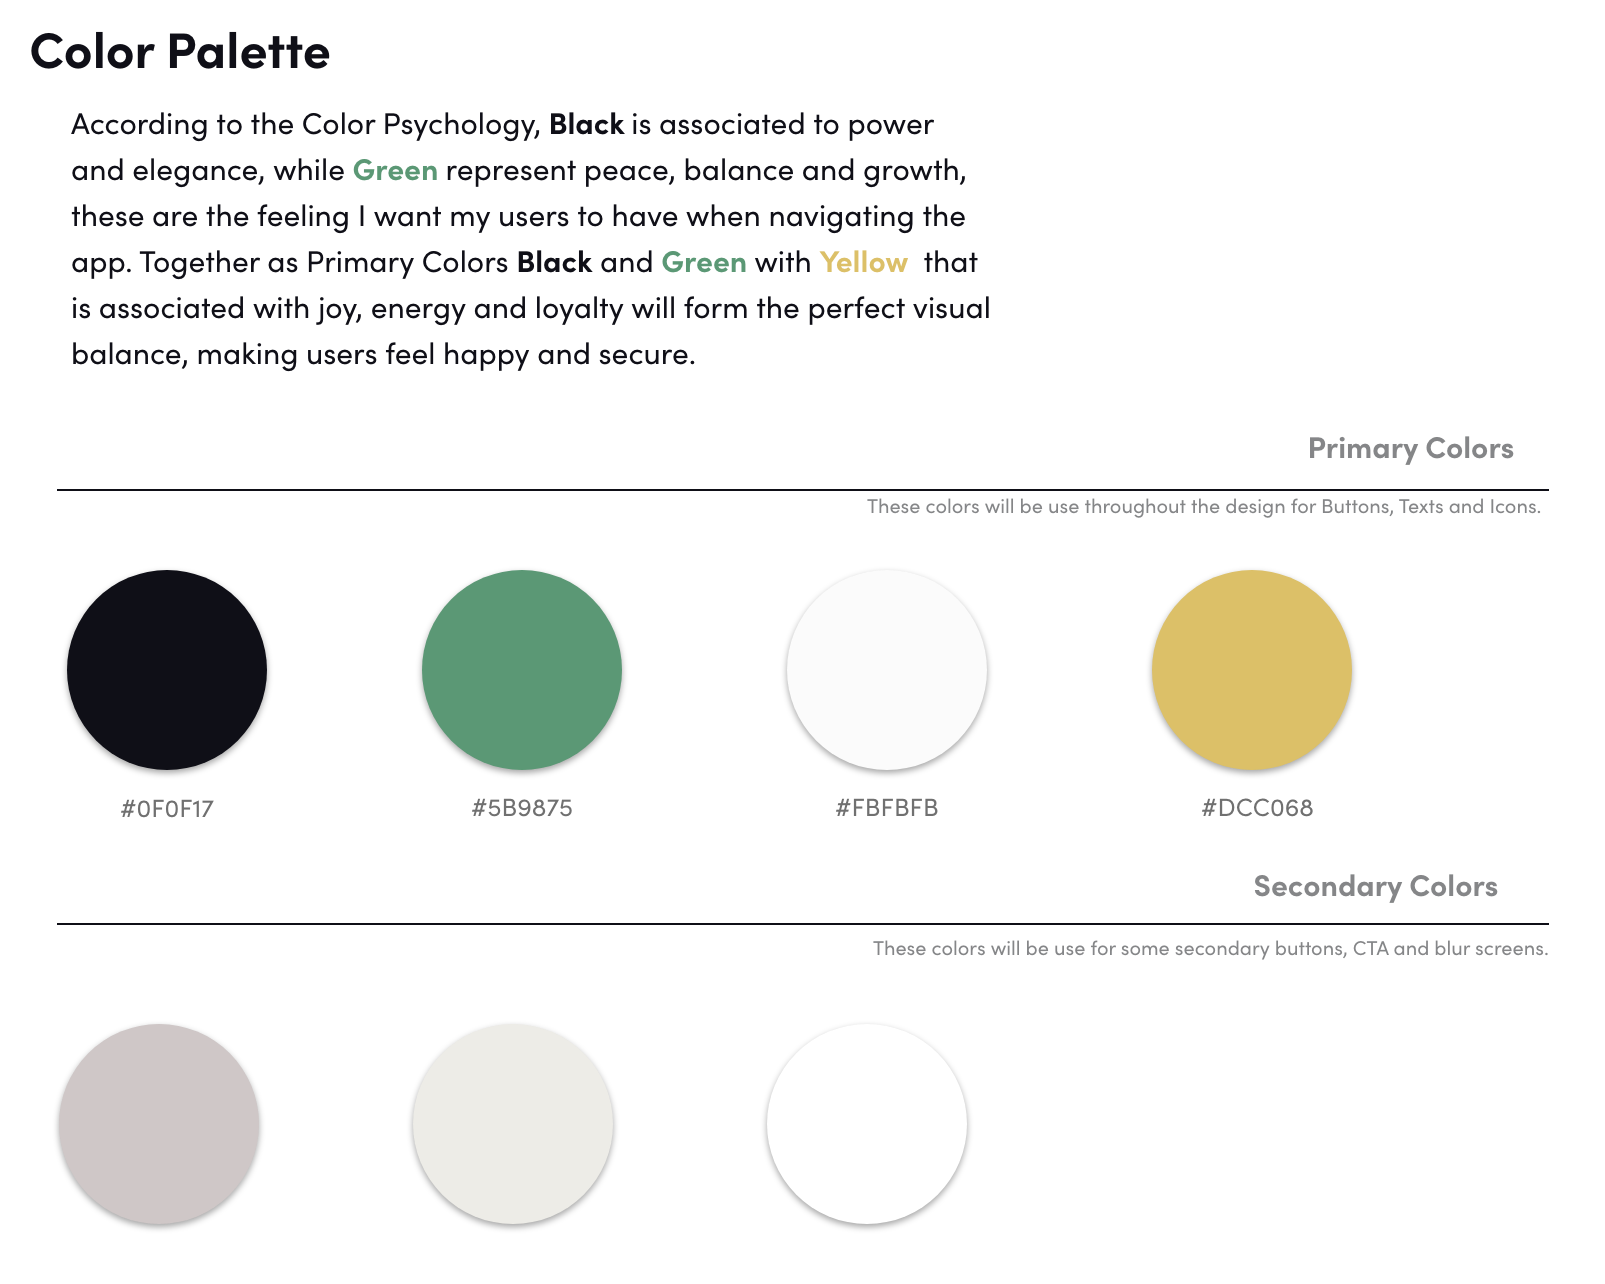 Color Palette
According to the Color Psychology, Black is associated to power
and elegance, while Green represent peace, balance and growth,
these are the feeling I want my users to have when navigating the
app. Together as Primary Colors Black and Green with Yellow that
is associated with joy, energy and loyalty will form the perfect visual
balance, making users feel happy and secure.
Primary Colors
These colors will be use throughout the design for Buttons, Texts and Icons.
#0F0F17
#5B9875
#FBFBFB
#DCC068
Secondary Colors
These colors will be use for some secondary buttons, CTA and blur screens.